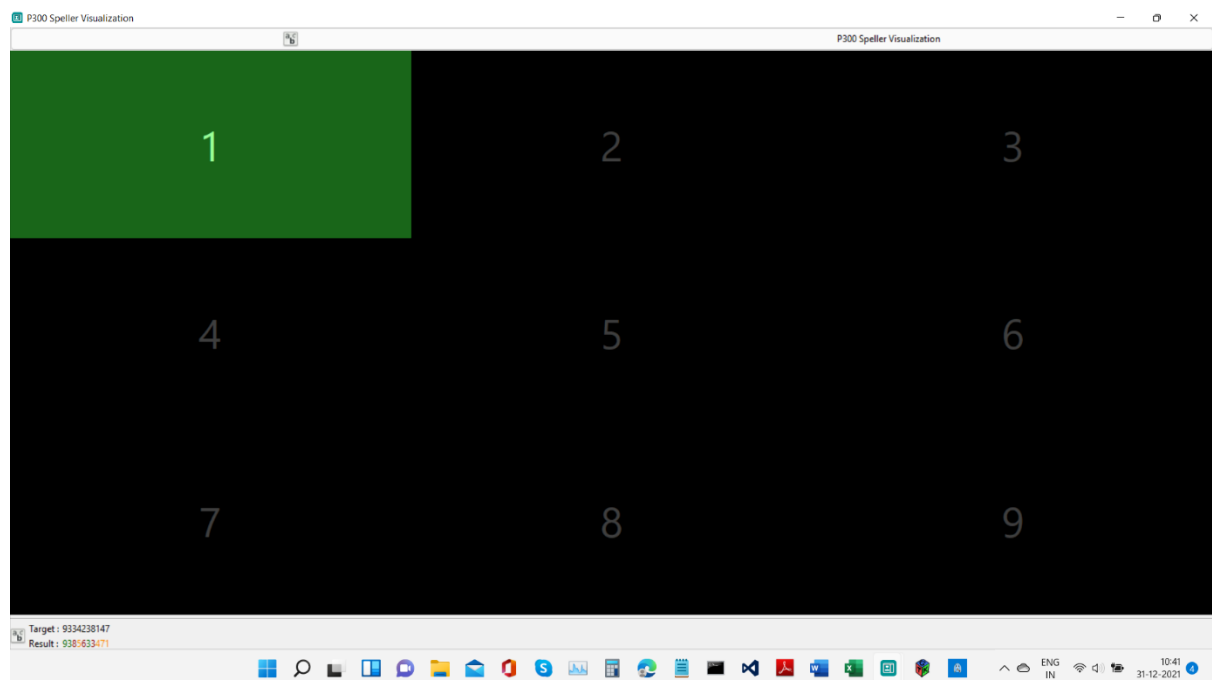 P300 Speller Visualization
P300 Speller Visualization
1 2 3
4 5 6
7 8 9
Target : 9334238147
Result : 9385633471
ENG
IN
10:41
31-12-2021
4